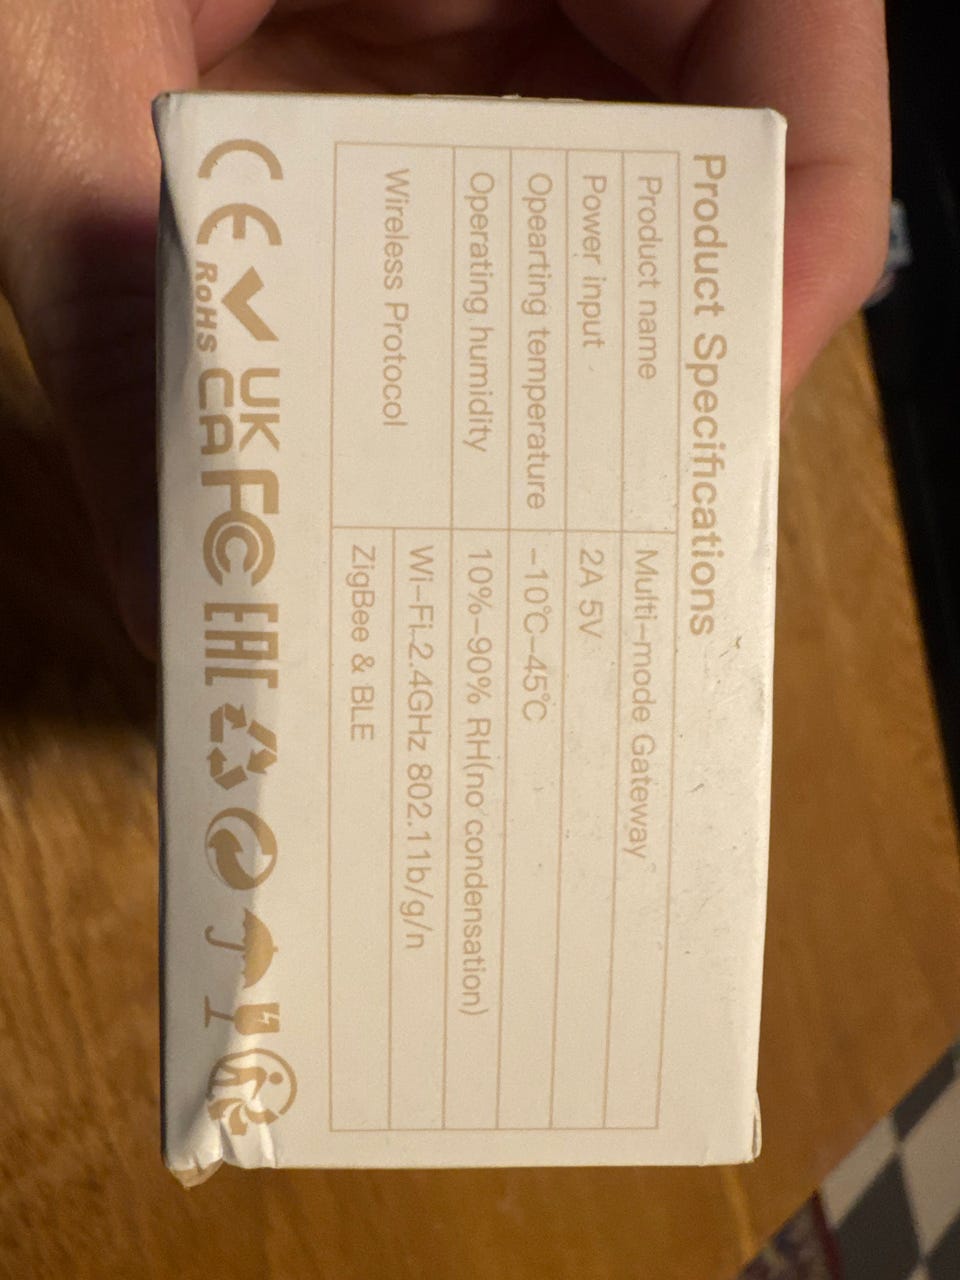 Product Specifications
Product name Multi-mode Gateway
Power input 2A 5V
Opearting temperature -10℃-45℃
Operating humidity 10%-90% RH(no condensation)
Wireless Protocol Wi-Fi.2.4GHz 802.11b/g/n
ZigBee & BLE
CE RoHS UK CA FC EAC